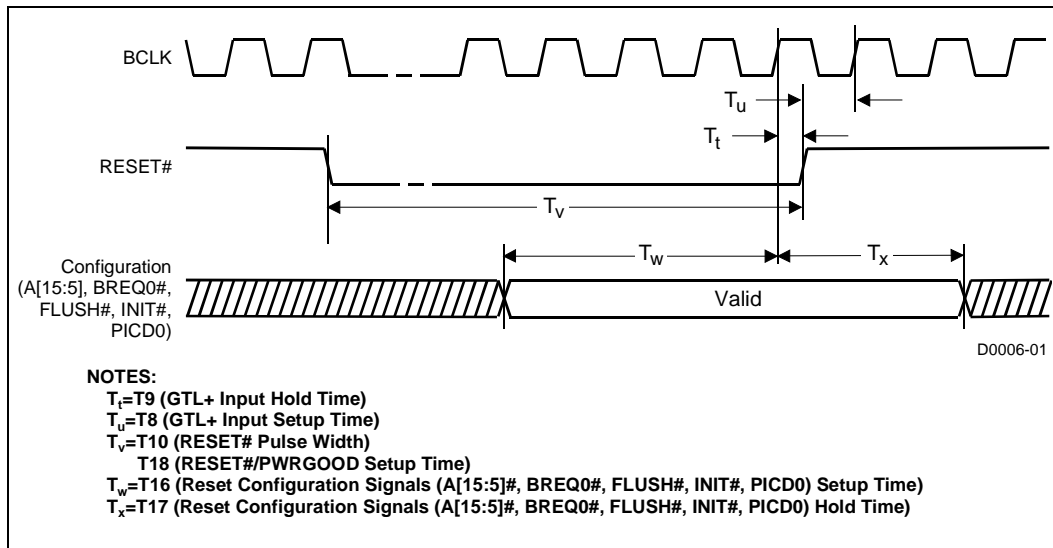 BCLK
Tu
Tt
RESET#
Tv
Tw
Tx
Configuration
(A[15:5], BREQ0#,
FLUSH#, INIT#,
PICD0)
Valid
D0006-01
NOTES:
Tt=T9 (GTL+ Input Hold Time)
Tu=T8 (GTL+ Input Setup Time)
Tv=T10 (RESET# Pulse Width)
T18 (RESET#/PWRGOOD Setup Time)
Tw=T16 (Reset Configuration Signals (A[15:5]#, BREQ0#, FLUSH#, INIT#, PICD0) Setup Time)
Tx=T17 (Reset Configuration Signals (A[15:5]#, BREQ0#, FLUSH#, INIT#, PICD0) Hold Time)